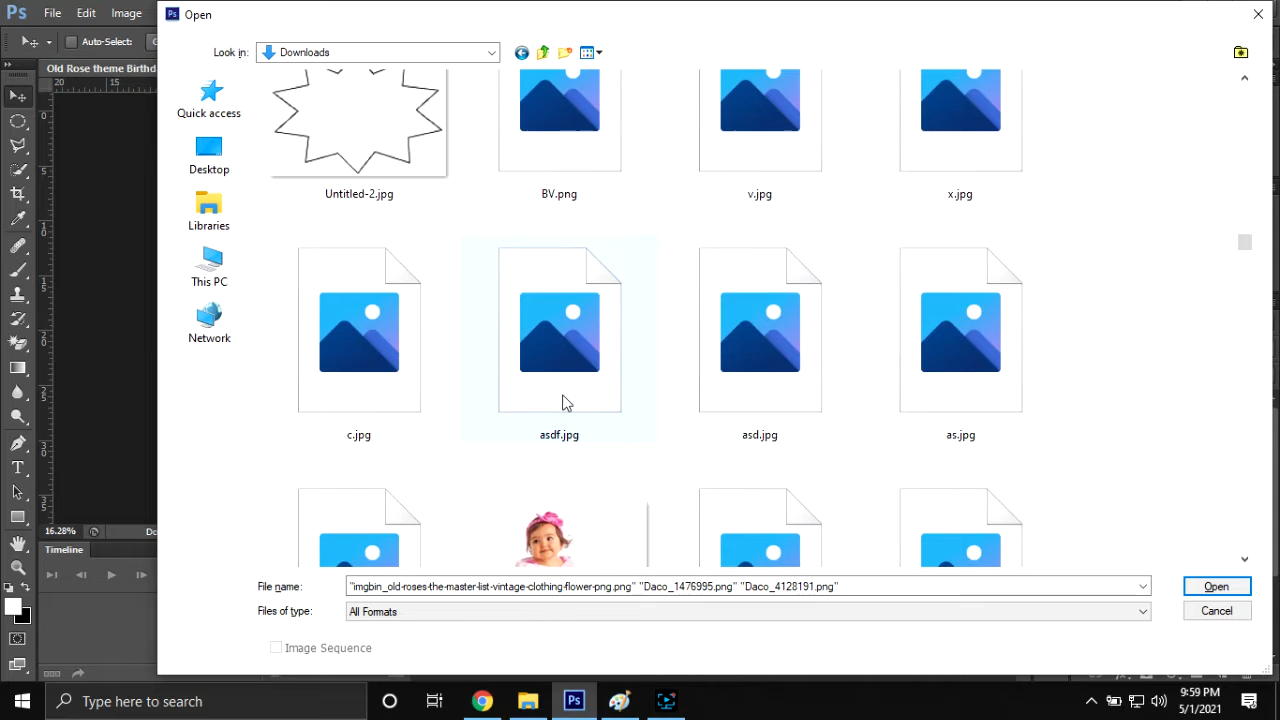 Ps File Edit Image
Open
Auto-Select:
Look in: Downloads
Old Rose theme Birthd
20 15
Quick access
Desktop
Libraries
This PC
Network
Untitled-2.jpg BV.png v.jpg x.jpg
c.jpg asdf.jpg asd.jpg as.jpg
16.28%
Timeline
File name: "imgbin_old-roses-the-master-list-vintage-clothing-flower-png.png" "Daco_1476995.png" "Daco_4128191.png" Open
Files of type: All Formats Cancel
Image Sequence
Type here to search
9:59 PM
5/1/2021